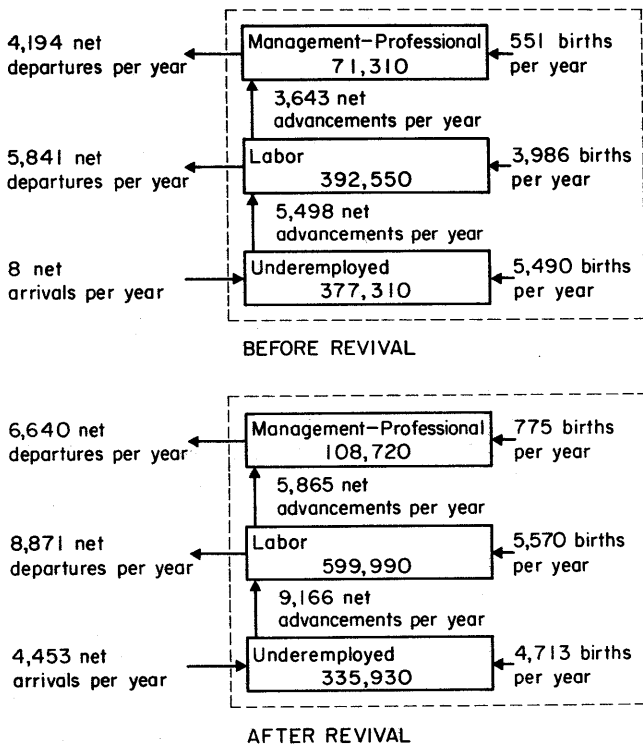 4,194 net
departures per year
Management–Professional
71,310
551 births
per year
3,643 net
advancements per year
5,841 net
departures per year
Labor
392,550
3,986 births
per year
5,498 net
advancements per year
8 net
arrivals per year
Underemployed
377,310
5,490 births
per year
BEFORE REVIVAL
6,640 net
departures per year
Management–Professional
108,720
775 births
per year
5,865 net
advancements per year
8,871 net
departures per year
Labor
599,990
5,570 births
per year
9,166 net
advancements per year
4,453 net
arrivals per year
Underemployed
335,930
4,713 births
per year
AFTER REVIVAL